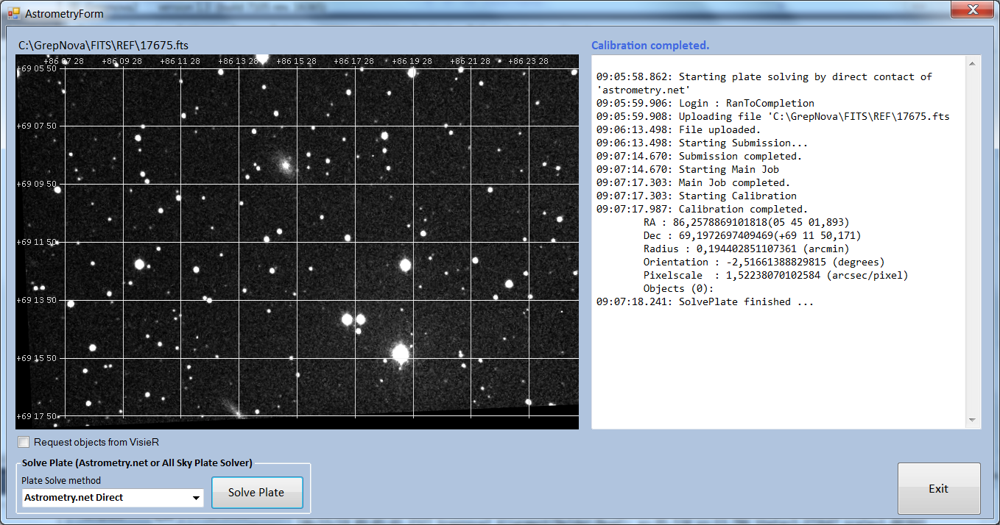 AstrometryForm
C:\GrepNova\FITS\REF\17675.fts
Calibration completed.
+86 07 28 +86 09 28 +86 11 28 +86 13 28 +86 15 28 +86 17 28 +86 19 28 +86 21 28 +86 23 28
+69 05 50
+69 07 50
+69 09 50
+69 11 50
+69 13 50
+69 15 50
+69 17 50
09:05:58.862: Starting plate solving by direct contact of
'astrometry.net'
09:05:59.906: Login : RanToCompletion
09:05:59.908: Uploading file 'C:\GrepNova\FITS\REF\17675.fts
09:06:13.498: File uploaded.
09:06:13.498: Starting Submission...
09:07:14.670: Submission completed.
09:07:14.670: Starting Main Job
09:07:17.303: Main Job completed.
09:07:17.303: Starting Calibration
09:07:17.987: Calibration completed.
RA : 86,2578869101818(05 45 01,893)
Dec : 69,1972697409469(+69 11 50,171)
Radius : 0,194402851107361 (arcmin)
Orientation : -2,51661388829815 (degrees)
Pixelscale  : 1,52238070102584 (arcsec/pixel)
Objects (0):
09:07:18.241: SolvePlate finished ...
Request objects from VisieR
Solve Plate (Astrometry.net or All Sky Plate Solver)
Plate Solve method
Astrometry.net Direct
Solve Plate
Exit